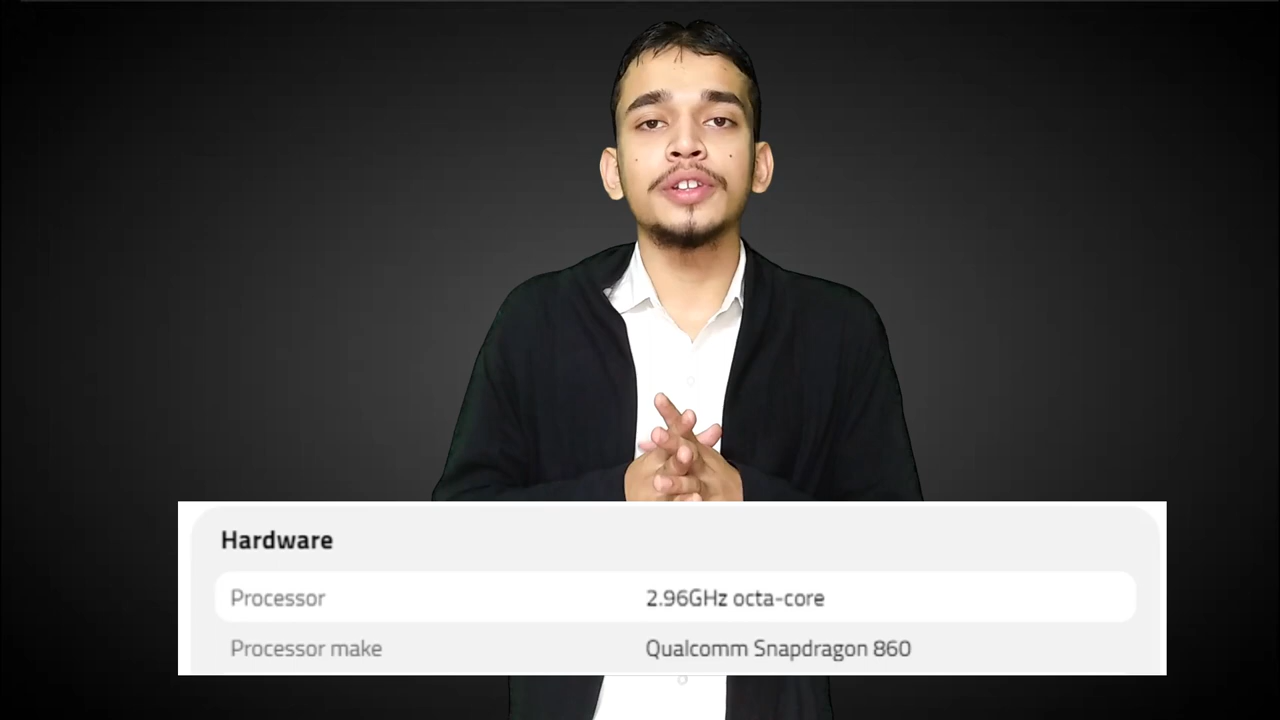 Hardware
Processor 2.96GHz octa-core
Processor make Qualcomm Snapdragon 860